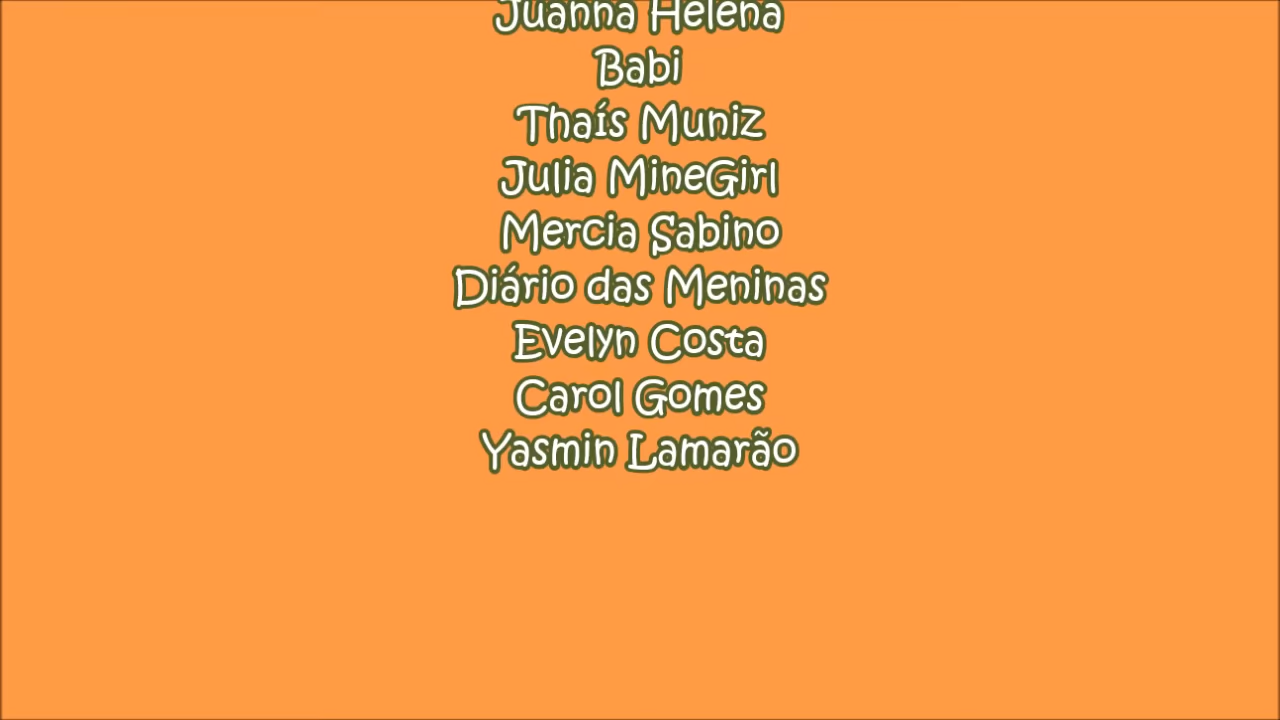 Juanna Helena
Babi
Thaís Muniz
Julia MineGirl
Mercia Sabino
Diário das Meninas
Evelyn Costa
Carol Gomes
Yasmin Lamarão